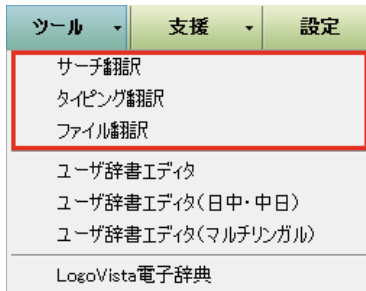 ツール 支援 設定
サーチ翻訳
タイピング翻訳
ファイル翻訳
ユーザ辞書エディタ
ユーザ辞書エディタ(日中・中日)
ユーザ辞書エディタ(マルチリンガル)
LogoVista電子辞典